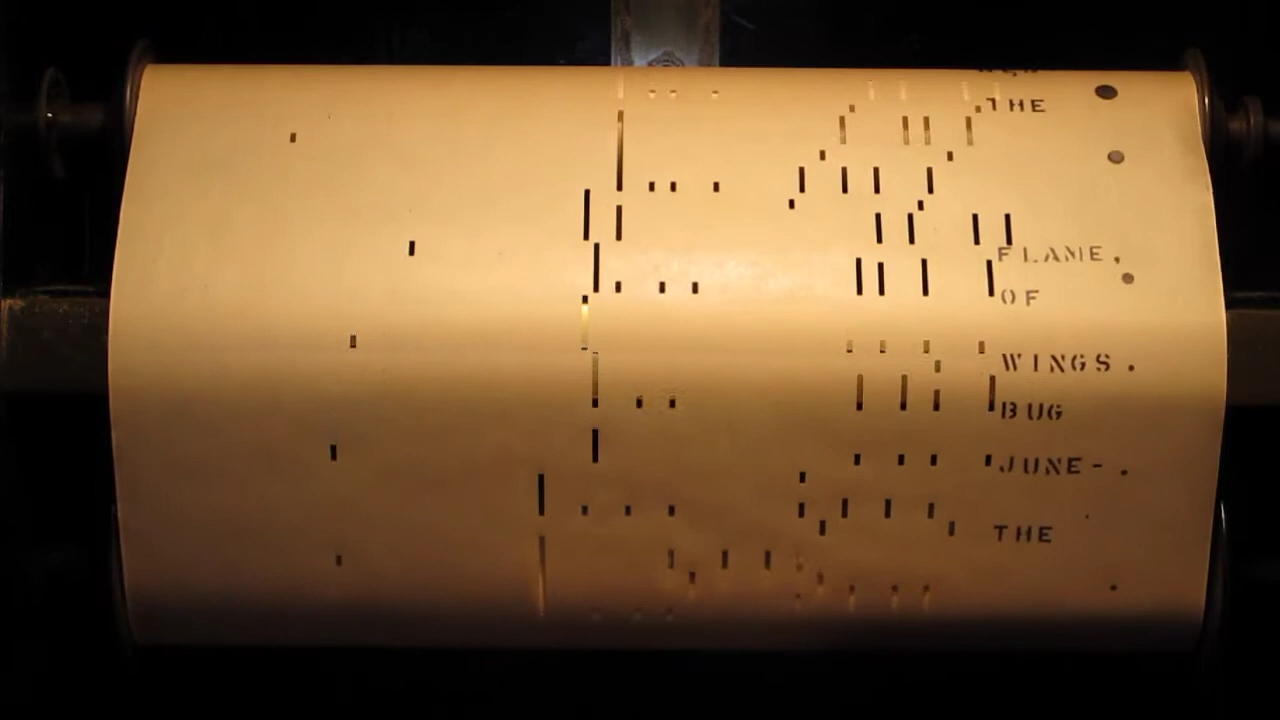 THE
FLAME,
OF
WINGS.
BUG
JUNE-.
THE